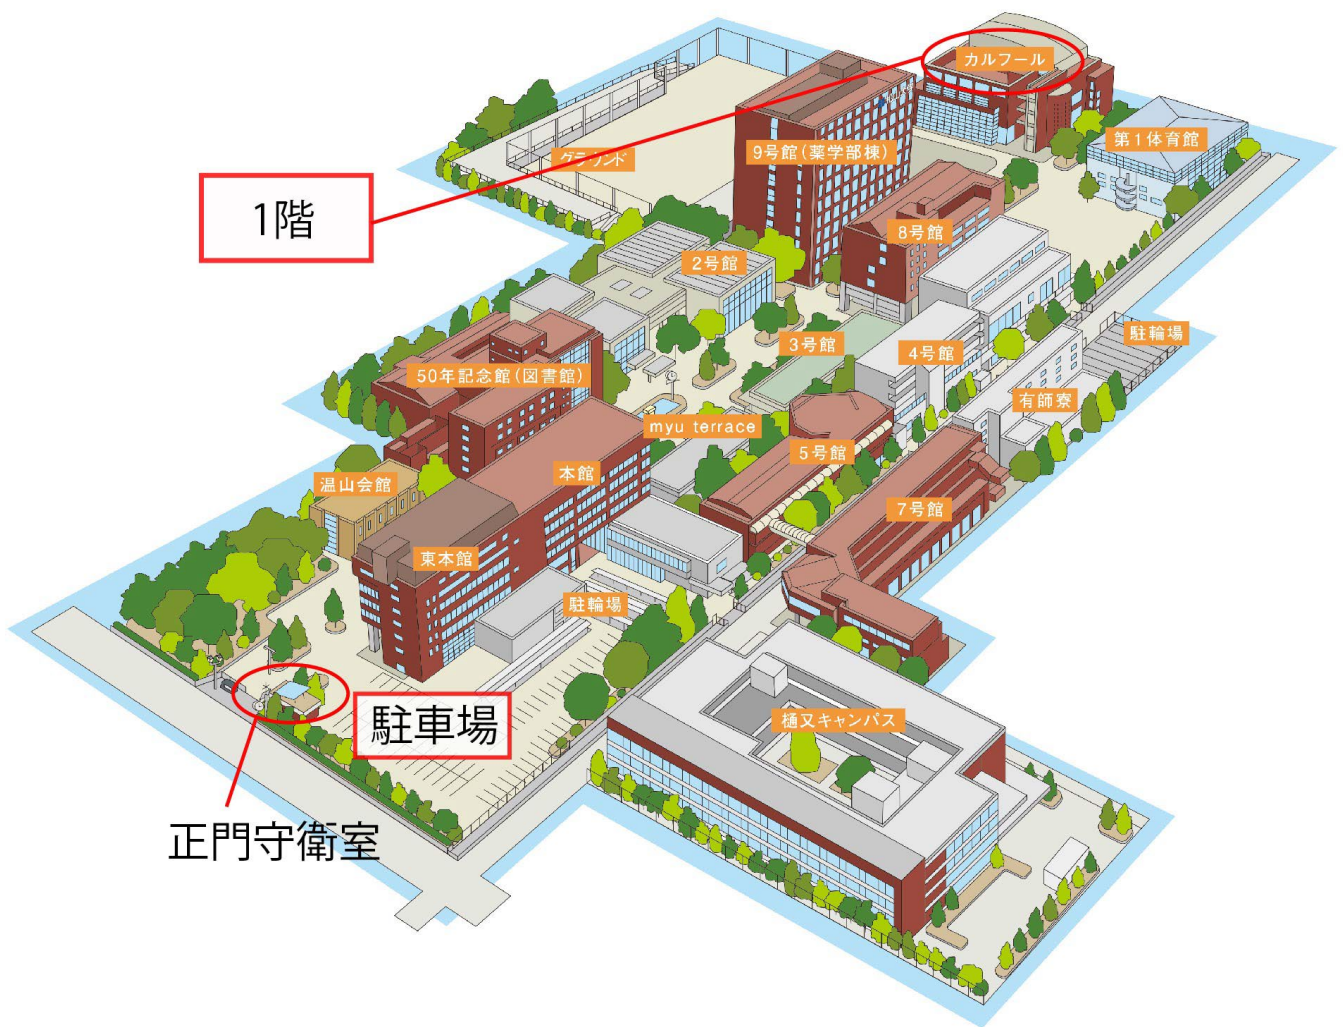 カルフール
第1体育館
9号館(薬学部棟)
グラウンド
1階
8号館
2号館
駐輪場
3号館
4号館
50年記念館(図書館)
有師寮
myu terrace
5号館
本館
温山会館
7号館
東本館
駐輪場
駐車場
樋又キャンパス
正門守衛室